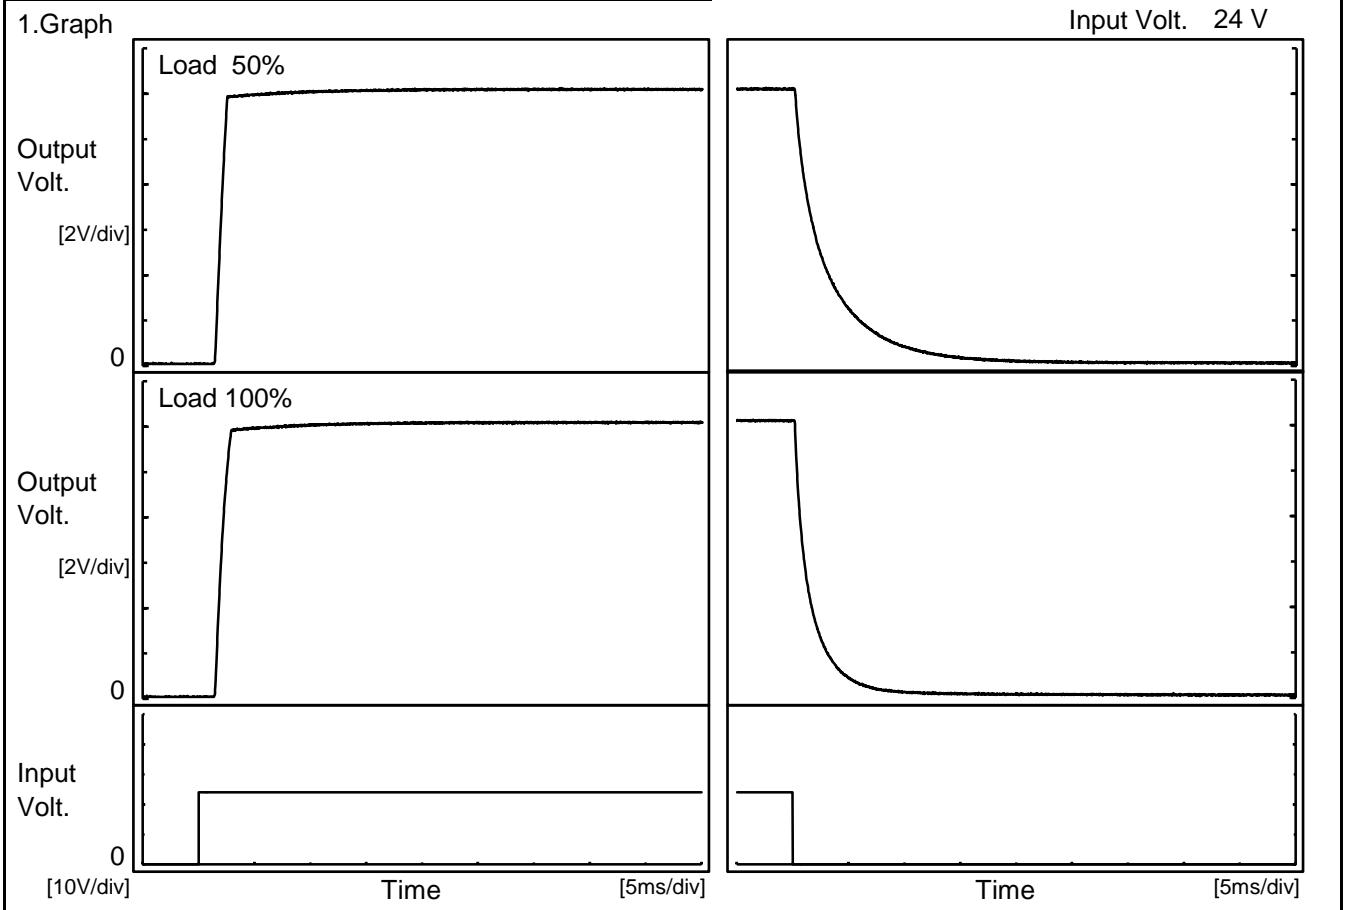 1.Graph
Input Volt. 24 V
Load 50%
Output
Volt.
[2V/div]
0
Load 100%
Output
Volt.
[2V/div]
0
Input
Volt.
0
[10V/div]
Time
[5ms/div]
Time
[5ms/div]